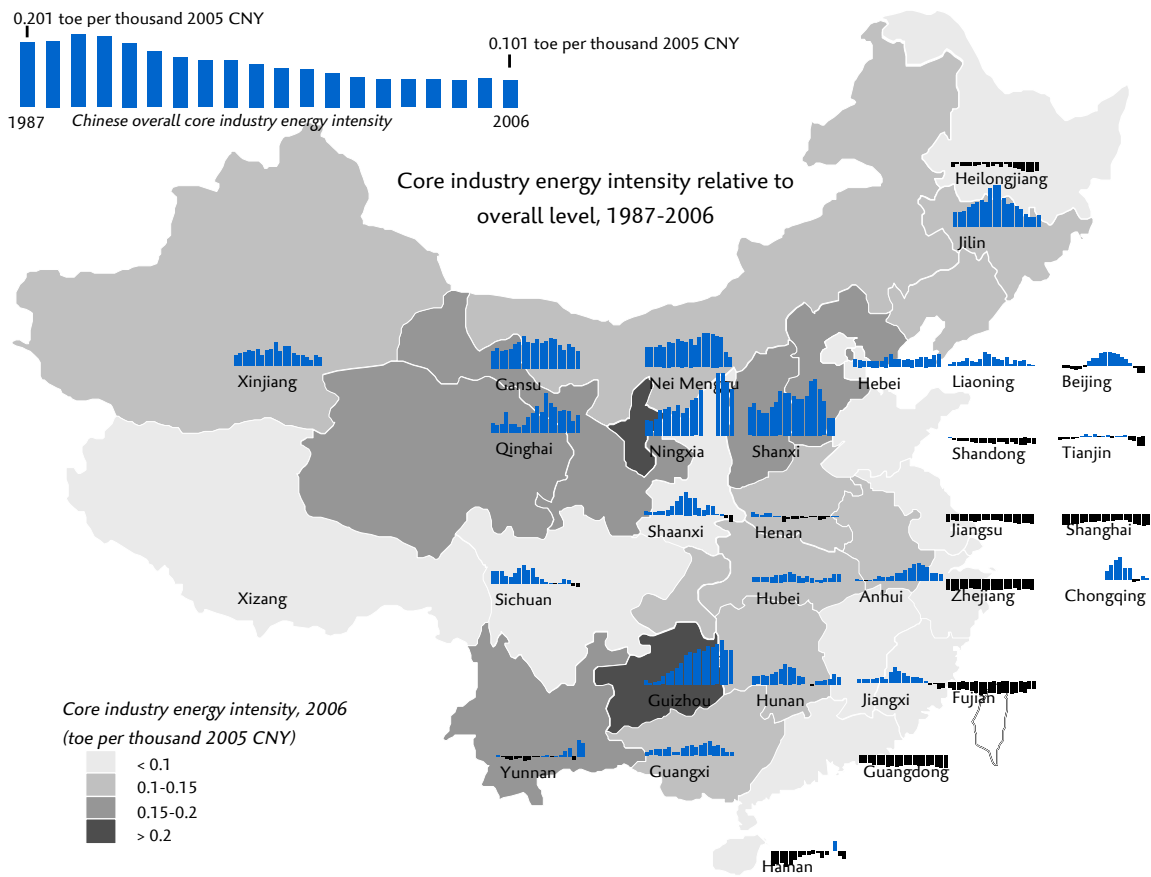 0.201 toe per thousand 2005 CNY
0.101 toe per thousand 2005 CNY
1987
Chinese overall core industry energy intensity
2006
Core industry energy intensity relative to
overall level, 1987-2006
Heilongjiang
Jilin
Xinjiang
Gansu
Nei Mengu
Hebei
Liaoning
Beijing
Qinghai
Ningxia
Shanxi
Shandong
Tianjin
Shaanxi
Henan
Jiangsu
Shanghai
Xizang
Sichuan
Hubei
Anhui
Zhejiang
Chongqing
Guizhou
Hunan
Jiangxi
Fujian
Core industry energy intensity, 2006
(toe per thousand 2005 CNY)
< 0.1
0.1-0.15
0.15-0.2
> 0.2
Yunnan
Guangxi
Guangdong
Hainan